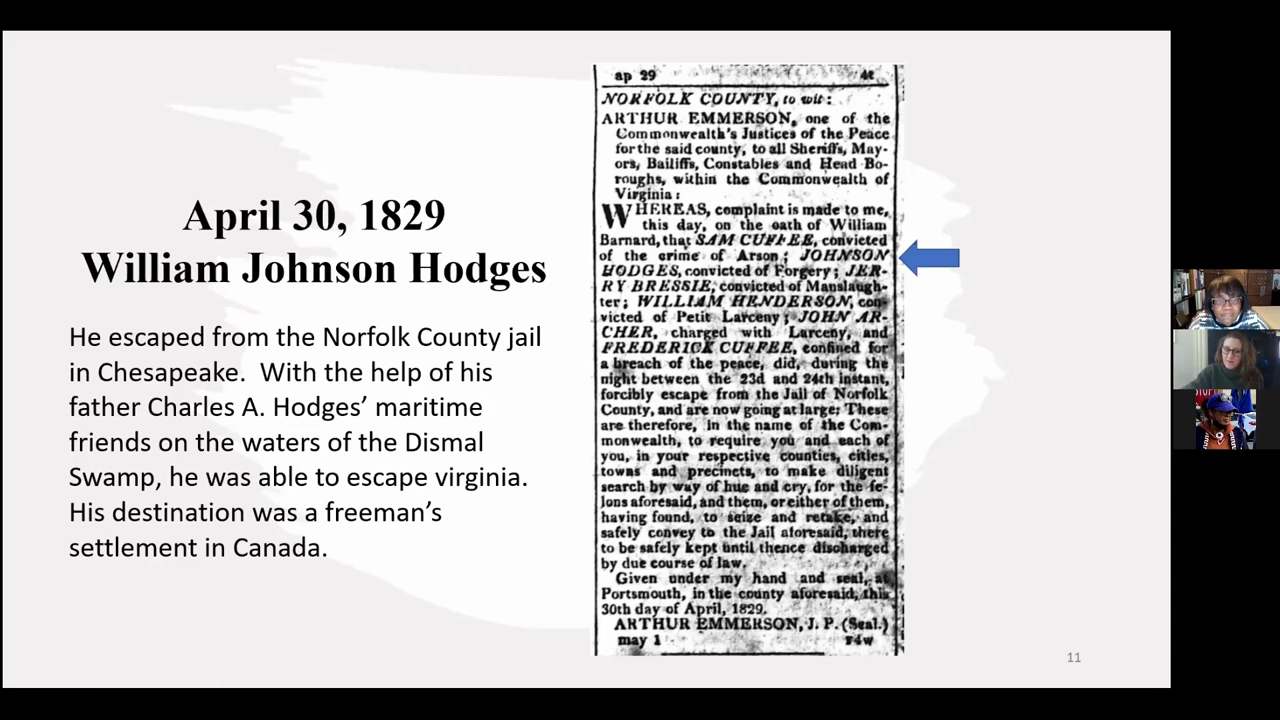 April 30, 1829
William Johnson Hodges
He escaped from the Norfolk County jail
in Chesapeake.  With the help of his
father Charles A. Hodges’ maritime
friends on the waters of the Dismal
Swamp, he was able to escape virginia.
His destination was a freeman’s
settlement in Canada.
ap 29 4t
NORFOLK COUNTY, to wit:
ARTHUR EMMERSON, one of the
Commonwealth's Justices of the Peace
for the said county, to all Sheriffs, May-
ors, Bailiffs, Constables and Head Bo-
roughs, within the Commonwealth of
Virginia:
WHEREAS, complaint is made to me,
this day, on the oath of William
Barnard, that SAM CUFFEE, convicted
of the crime of Arson; JOHNSON
HODGES, convicted of Forgery; JER-
RY BRESSIE, convicted of Manslaugh-
ter; WILLIAM HENDERSON, con-
victed of Petit Larceny; JOHN AR-
CHER, charged with Larceny, and
FREDERICK CUFFEE, confined for
a breach of the peace, did, during the
night between the 23d and 24th instant,
forcibly escape from the Jail of Norfolk
County, and are now going at large: These
are therefore, in the name of the Com-
monwealth, to require you and each of
you, in your respective counties, cities,
towns and precincts, to make diligent
search by way of hue and cry, for the fe-
lons aforesaid, and them, or either of them,
having found, to seize and retake, and
safely convey to the Jail aforesaid, there
to be safely kept until thence discharged
by due course of law.
Given under my hand and seal, at
Portsmouth, in the county aforesaid, this
30th day of April, 1829.
ARTHUR EMMERSON, J. P. (Seal.)
may 1
11